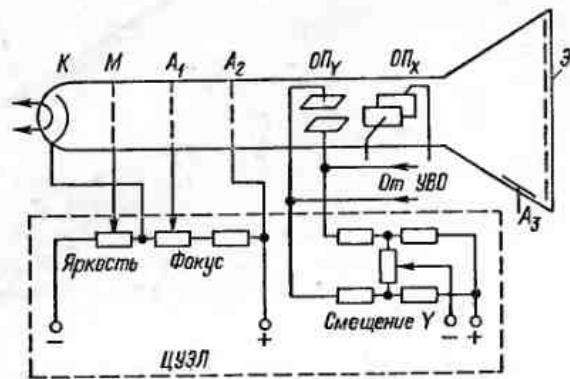 К М А₁ А₂ ОПY ОПX Э
От УВО
А₃
Яркость Фокус
Смещение Y
− + − +
ЦУЭЛ